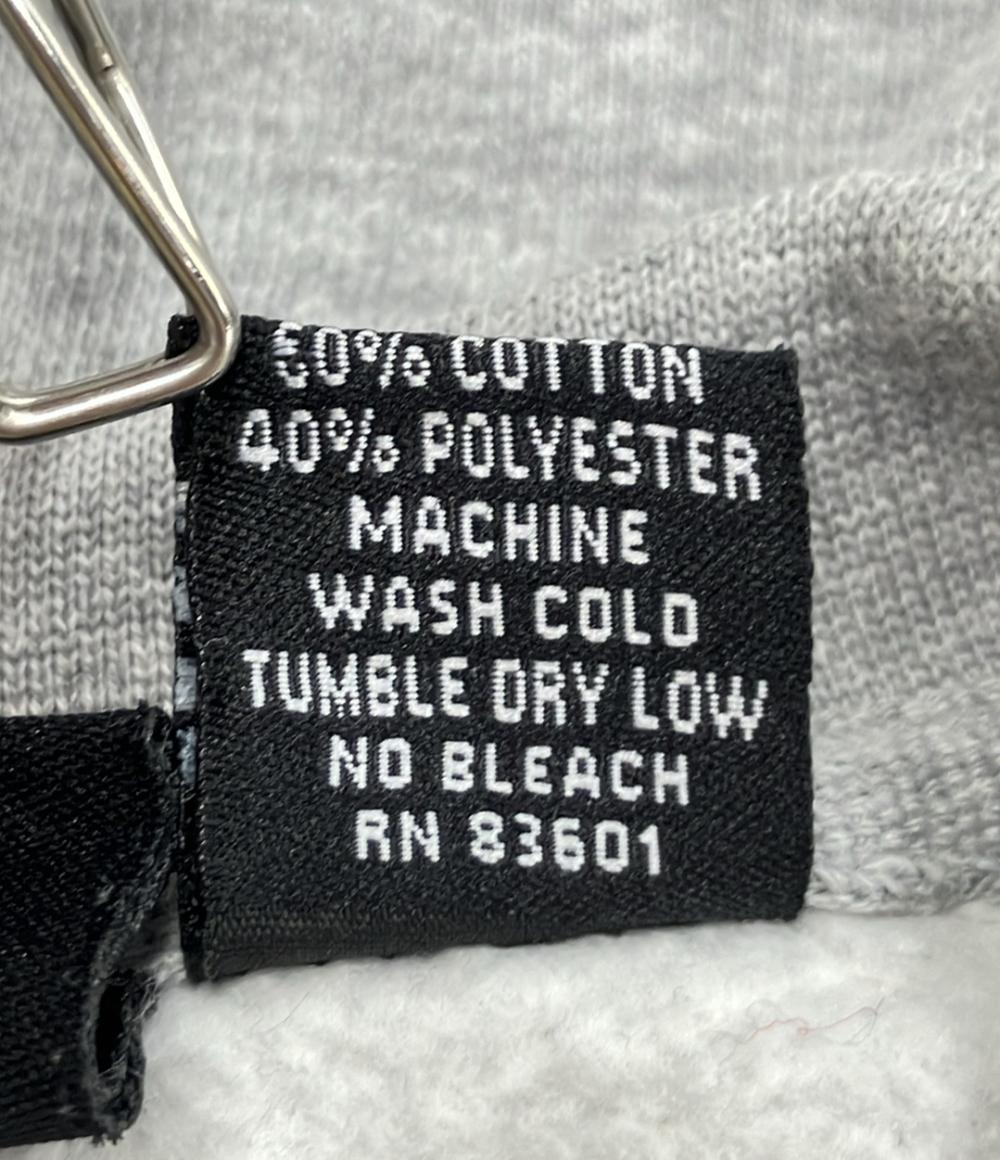 60% COTTON
40% POLYESTER
MACHINE
WASH COLD
TUMBLE DRY LOW
NO BLEACH
RN 83601